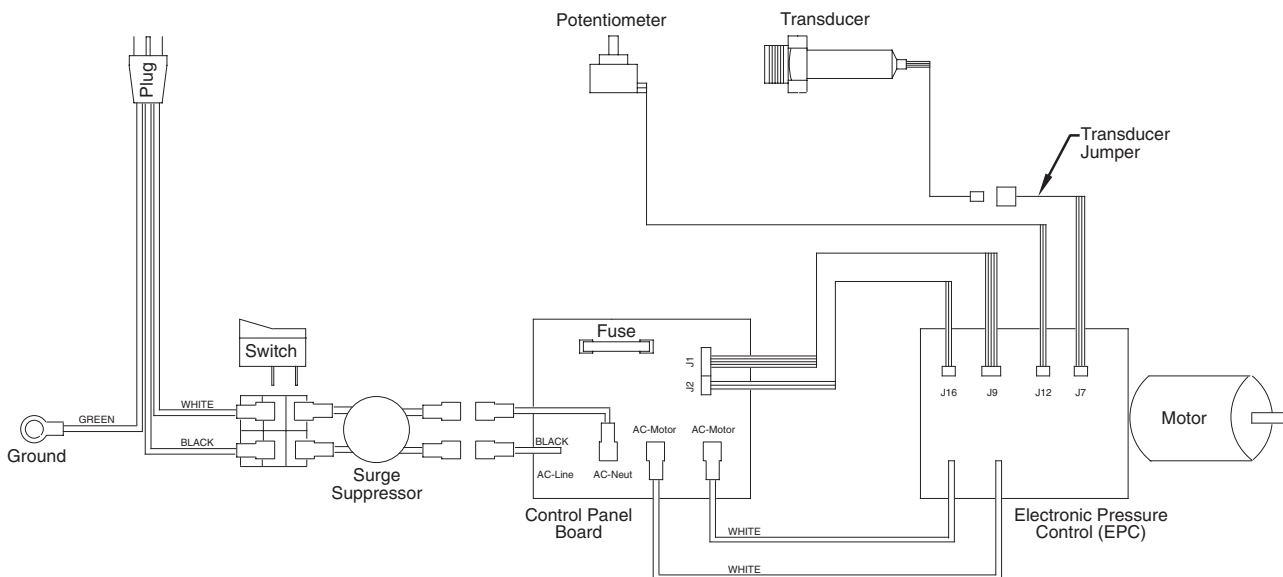 Potentiometer
Transducer
Plug
Transducer
Jumper
Switch
Fuse
J1
J2
J16
J9
J12
J7
WHITE
GREEN
BLACK
Ground
Motor
BLACK
AC-Motor
AC-Motor
AC-Line
AC-Neut
Surge
Suppressor
Control Panel
Board
Electronic Pressure
Control (EPC)
WHITE
WHITE